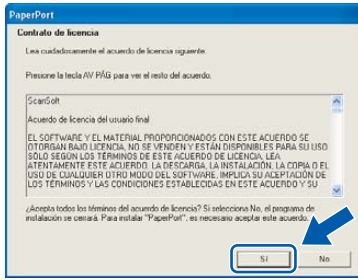 PaperPort
Contrato de licencia
Lea cuidadosamente el acuerdo de licencia siguiente.
Presione la tecla AV PÁG para ver el resto del acuerdo.
ScanSoft
Acuerdo de licencia del usuario final
EL SOFTWARE Y EL MATERIAL PROPORCIONADOS CON ESTE ACUERDO SE
OTORGAN BAJO LICENCIA, NO SE VENDEN Y ESTÁN DISPONIBLES PARA SU USO
SÓLO SEGÚN LOS TÉRMINOS DE ESTE ACUERDO DE LICENCIA, LEA
ATENTAMENTE ESTE ACUERDO. LA DESCARGA, LA INSTALACIÓN, LA COPIA O EL
USO DE CUALQUIER OTRO MODO DEL SOFTWARE, IMPLICA SU ACEPTACIÓN DE
LOS TÉRMINOS Y LAS CONDICIONES ESTABLECIDAS EN ESTE ACUERDO Y SU
¿Acepta todos los términos del acuerdo de licencia? Si selecciona No, el programa de
instalación se cerrará. Para instalar "PaperPort", es necesario aceptar este acuerdo.
Sí
No